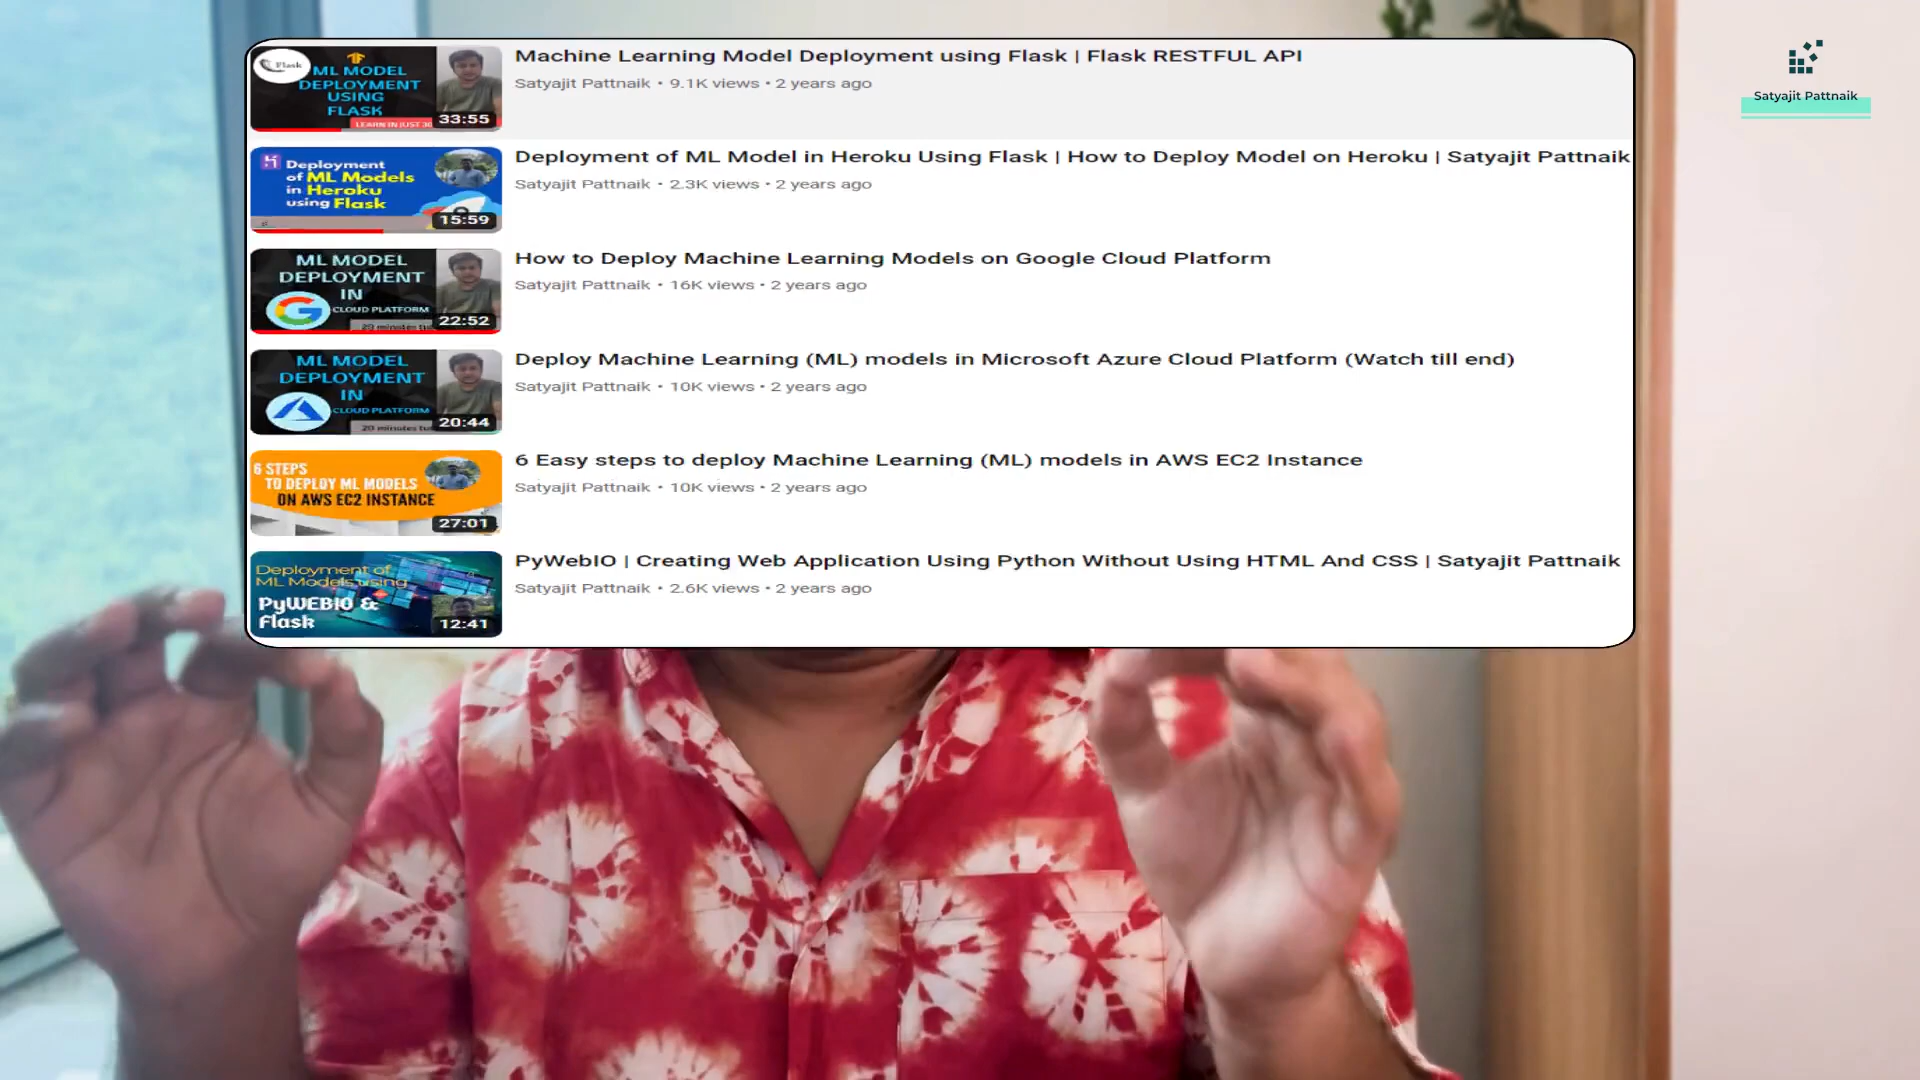 Satyajit Pattnaik
Flask
ML MODEL
DEPLOYMENT
USING
FLASK
33:55
Machine Learning Model Deployment using Flask | Flask RESTFUL API
Satyajit Pattnaik • 9.1K views • 2 years ago
Deployment
of ML Models
in Heroku
using Flask
15:59
Deployment of ML Model in Heroku Using Flask | How to Deploy Model on Heroku | Satyajit Pattnaik
Satyajit Pattnaik • 2.3K views • 2 years ago
ML MODEL
DEPLOYMENT
IN
CLOUD PLATFORM
20 minutes
22:52
How to Deploy Machine Learning Models on Google Cloud Platform
Satyajit Pattnaik • 16K views • 2 years ago
ML MODEL
DEPLOYMENT
IN
CLOUD PLATFORM
20 minutes
20:44
Deploy Machine Learning (ML) models in Microsoft Azure Cloud Platform (Watch till end)
Satyajit Pattnaik • 10K views • 2 years ago
6 STEPS
TO DEPLOY ML MODELS
ON AWS EC2 INSTANCE
27:01
6 Easy steps to deploy Machine Learning (ML) models in AWS EC2 Instance
Satyajit Pattnaik • 10K views • 2 years ago
Deployment of
ML Models using
PyWEBIO &
Flask
12:41
PyWebIO | Creating Web Application Using Python Without Using HTML And CSS | Satyajit Pattnaik
Satyajit Pattnaik • 2.6K views • 2 years ago